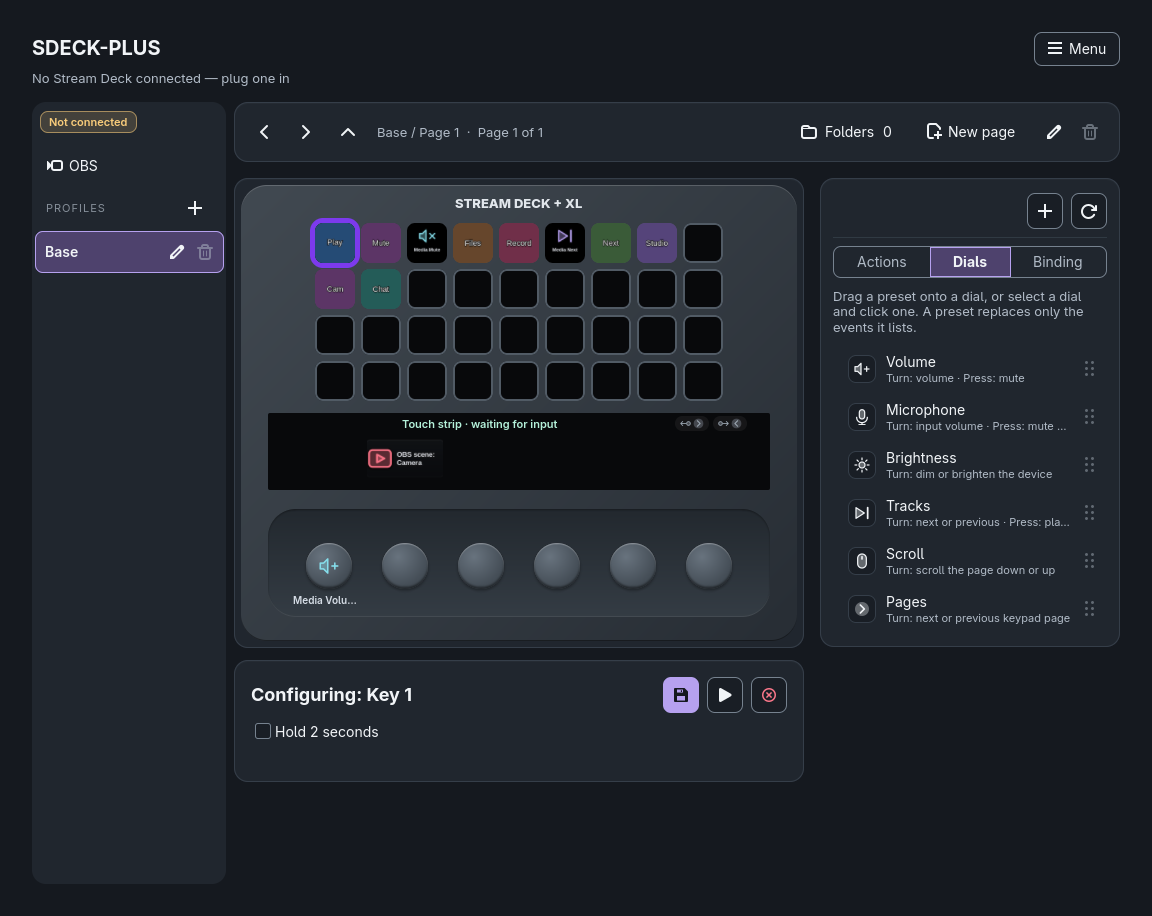 SDECK-PLUS
Menu
No Stream Deck connected — plug one in
Not connected
OBS
PROFILES
Base
Base / Page 1 · Page 1 of 1
Folders 0
New page
STREAM DECK + XL
Play
Mute
Media Mute
Files
Record
Media Next
Next
Studio
Cam
Chat
Touch strip · waiting for input
OBS scene:
Camera
Media Volu...
Configuring: Key 1
Hold 2 seconds
Actions
Dials
Binding
Drag a preset onto a dial, or select a dial
and click one. A preset replaces only the
events it lists.
Volume
Turn: volume · Press: mute
Microphone
Turn: input volume · Press: mute ...
Brightness
Turn: dim or brighten the device
Tracks
Turn: next or previous · Press: pla...
Scroll
Turn: scroll the page down or up
Pages
Turn: next or previous keypad page